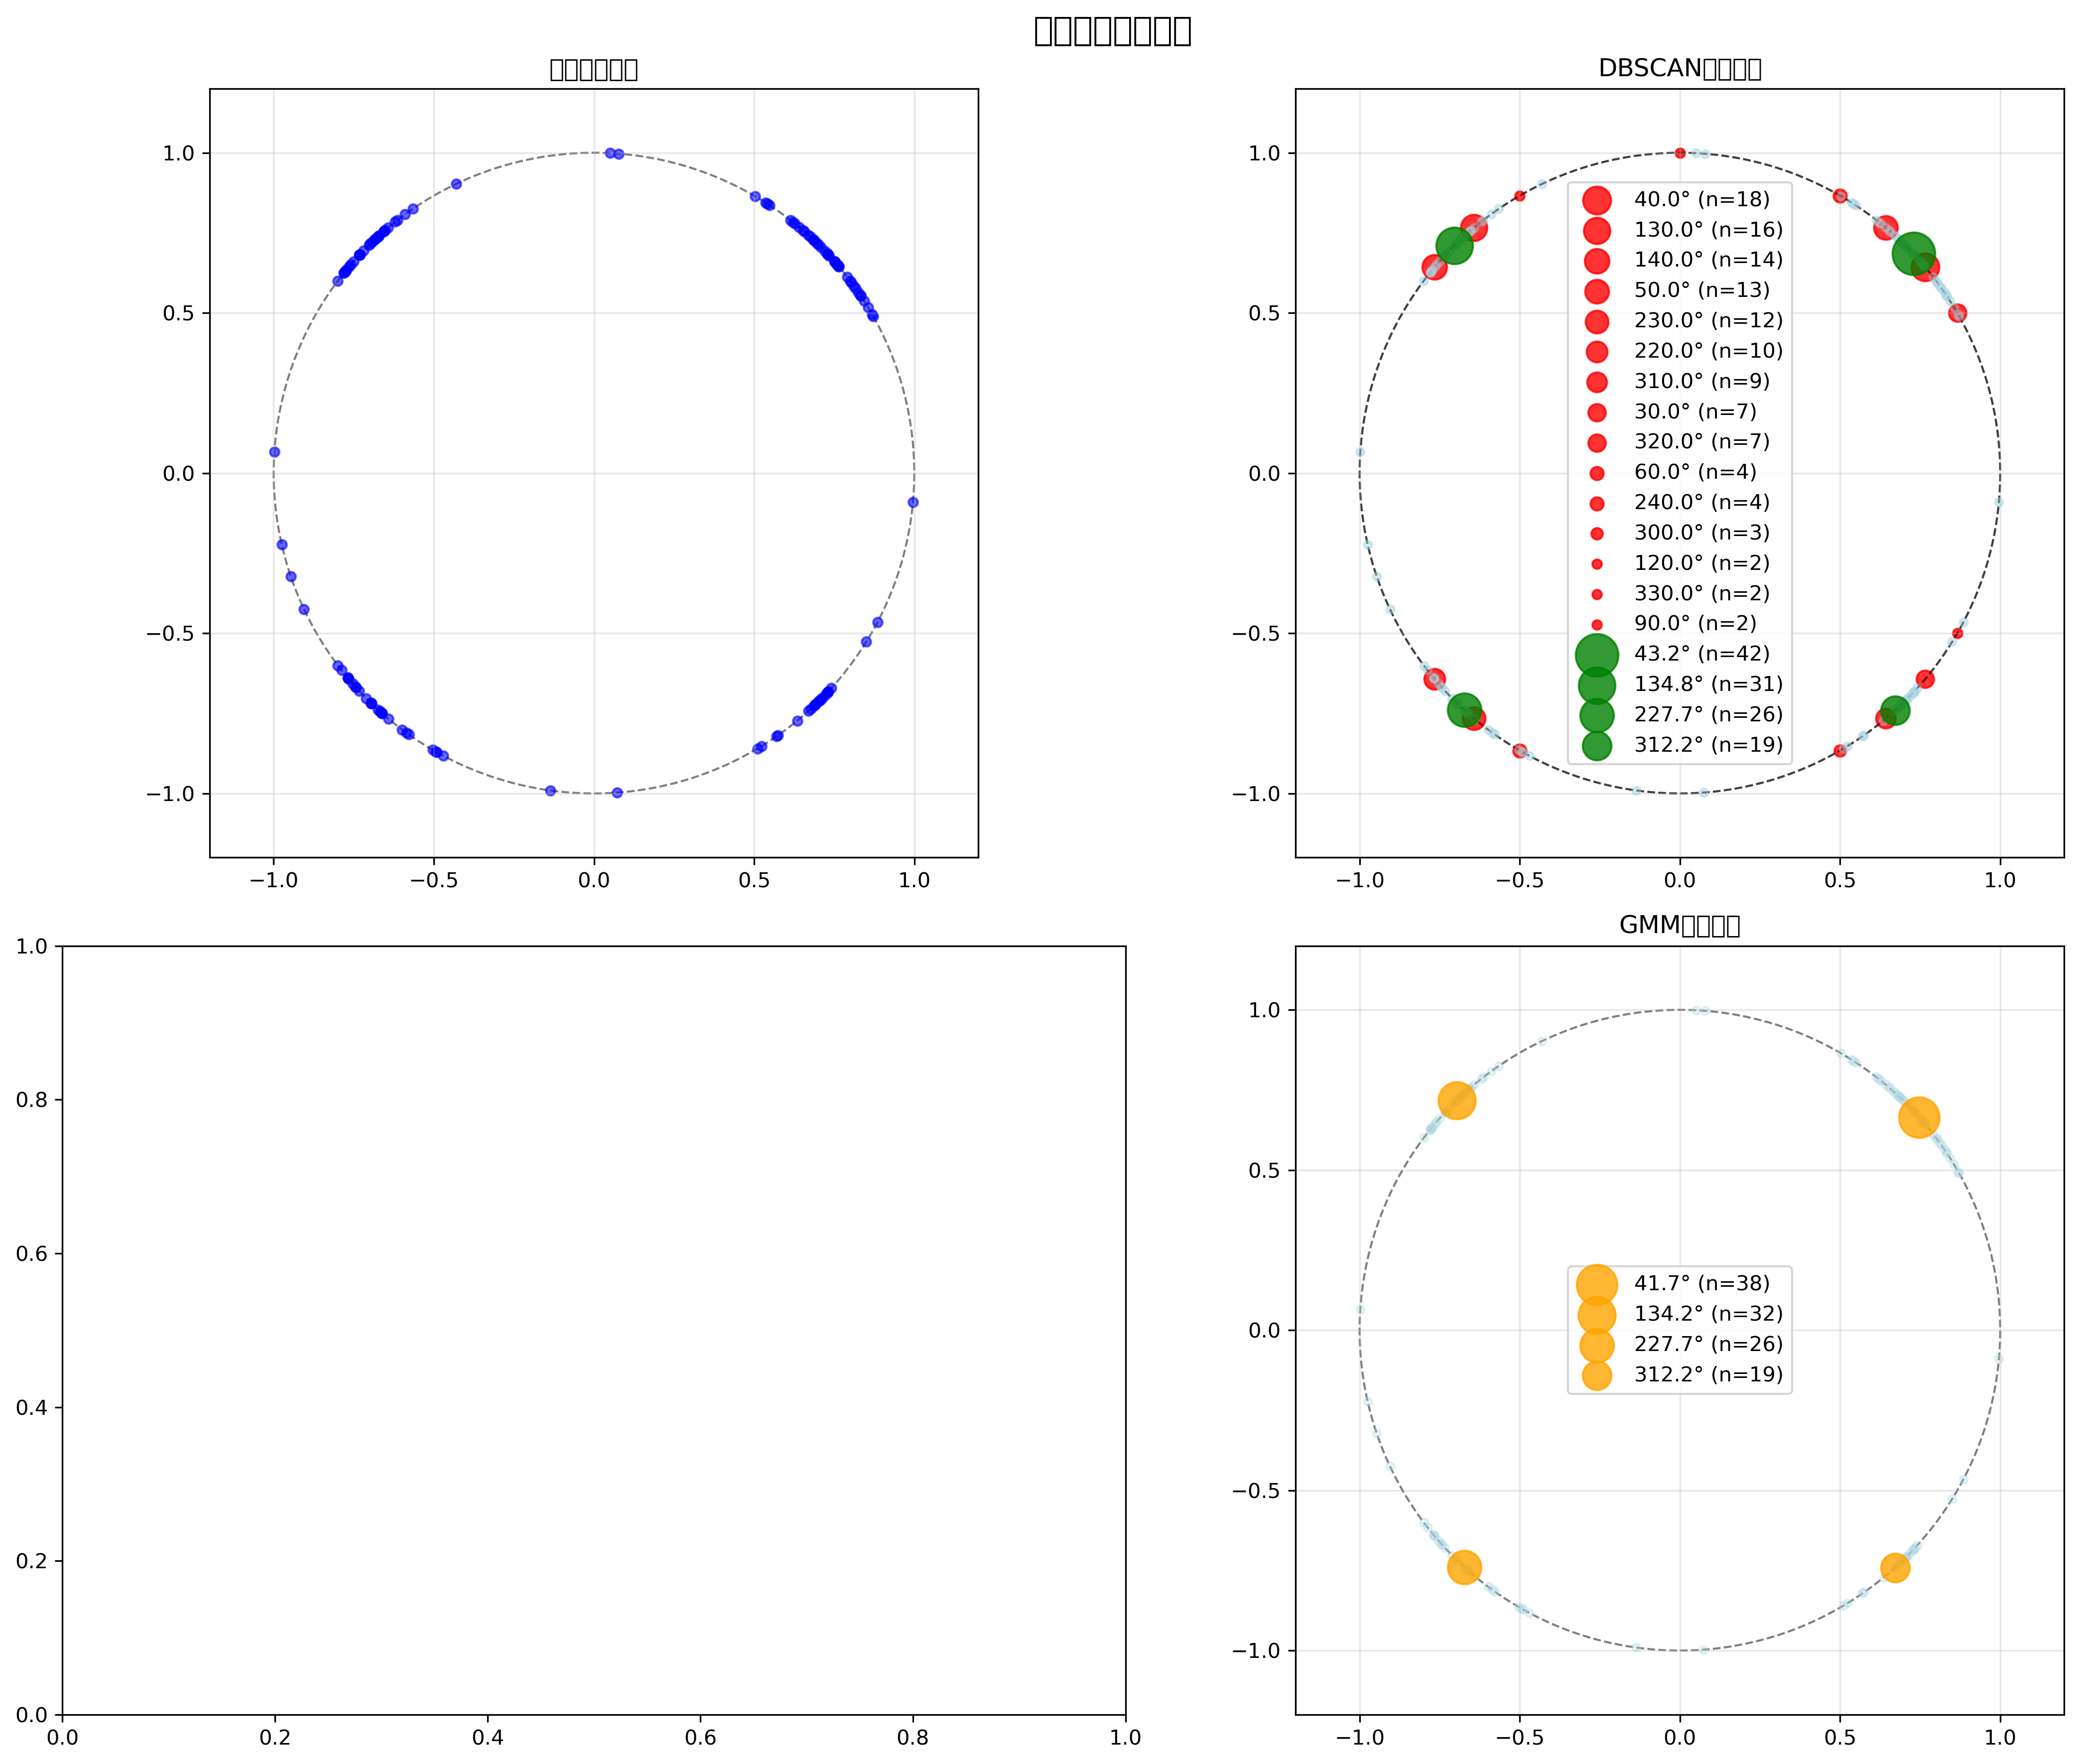 DBSCAN
1.0
0.5
0.0
−0.5
−1.0
−1.0
−0.5
0.0
0.5
1.0
1.0
0.5
0.0
−0.5
−1.0
−1.0
−0.5
0.0
0.5
1.0
40.0° (n=18)
130.0° (n=16)
140.0° (n=14)
50.0° (n=13)
230.0° (n=12)
220.0° (n=10)
310.0° (n=9)
30.0° (n=7)
320.0° (n=7)
60.0° (n=4)
240.0° (n=4)
300.0° (n=3)
120.0° (n=2)
330.0° (n=2)
90.0° (n=2)
43.2° (n=42)
134.8° (n=31)
227.7° (n=26)
312.2° (n=19)
1.0
0.8
0.6
0.4
0.2
0.0
0.0
0.2
0.4
0.6
0.8
1.0
GMM
1.0
0.5
0.0
−0.5
−1.0
−1.0
−0.5
0.0
0.5
1.0
41.7° (n=38)
134.2° (n=32)
227.7° (n=26)
312.2° (n=19)